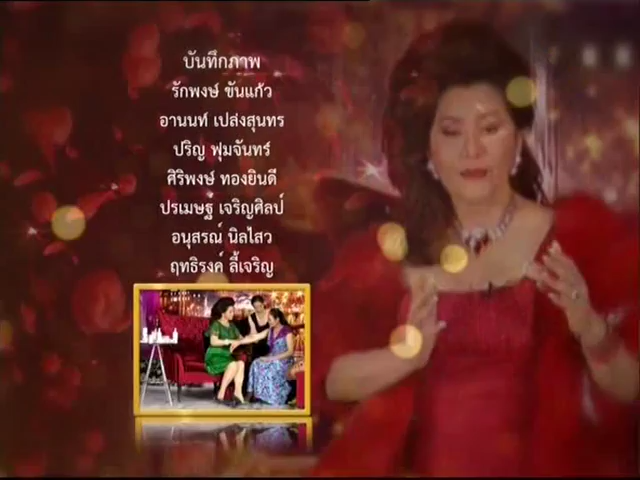 บันทึกภาพ
รักพงษ์ ขันแก้ว
อานนท์ เปล่งสุนทร
ปริญ พุมจันทร์
ศิริพงษ์ ทองยินดี
ปรเมษฐ เจริญศิลป์
อนุสรณ์ นิลไสว
ฤทธิรงค์ ลี้เจริญ